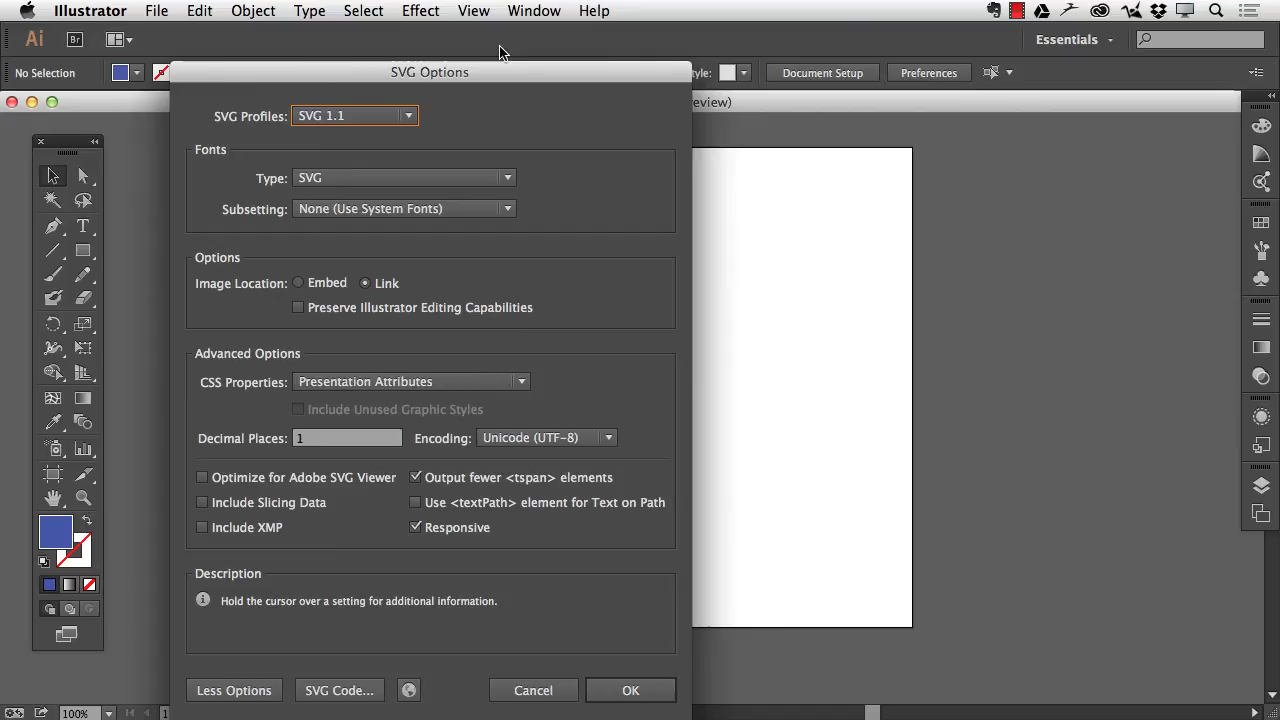 Illustrator File Edit Object Type Select Effect View Window Help
Ai Br Essentials
No Selection Style: Document Setup Preferences
SVG Options
review)
SVG Profiles: SVG 1.1
Fonts
Type: SVG
Subsetting: None (Use System Fonts)
Options
Image Location: Embed Link
Preserve Illustrator Editing Capabilities
Advanced Options
CSS Properties: Presentation Attributes
Include Unused Graphic Styles
Decimal Places: 1 Encoding: Unicode (UTF-8)
Optimize for Adobe SVG Viewer Output fewer <tspan> elements
Include Slicing Data Use <textPath> element for Text on Path
Include XMP Responsive
Description
Hold the cursor over a setting for additional information.
Less Options SVG Code... Cancel OK
100% 1